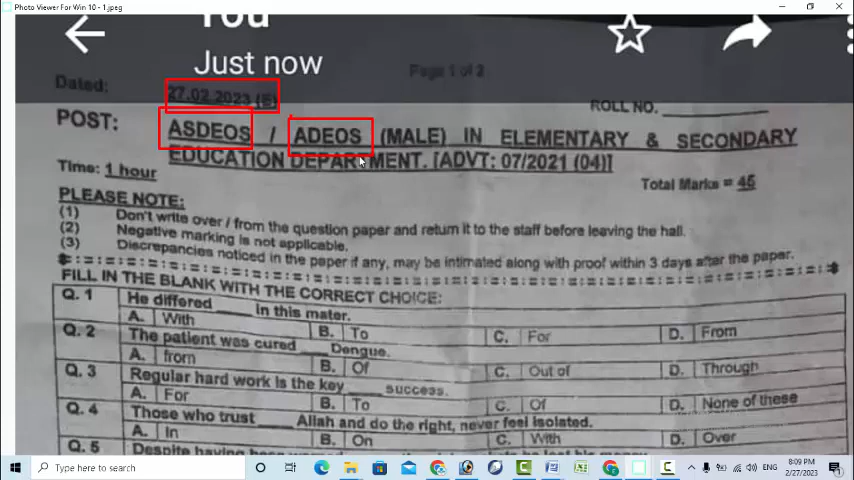 Photo Viewer For Win 10 - 1.jpeg
You
Just now
Page 1 of 2
Dated: 27.02.2023 (E)
ROLL NO.
POST: ASDEOS / ADEOS (MALE) IN ELEMENTARY & SECONDARY
EDUCATION DEPARTMENT. [ADVT: 07/2021 (04)]
Time: 1 hour
Total Marks = 45
PLEASE NOTE:
(1) Don't write over / from the question paper and return it to the staff before leaving the hall.
(2) Negative marking is not applicable.
(3) Discrepancies noticed in the paper if any, may be intimated along with proof within 3 days after the paper.
FILL IN THE BLANK WITH THE CORRECT CHOICE:
Q. 1 He differed ____ in this mater.
A. With B. To C. For D. From
Q. 2 The patient was cured ____ Dengue.
A. from B. Of C. Out of D. Through
Q. 3 Regular hard work is the key ____ success.
A. For B. To C. Of D. None of these
Q. 4 Those who trust ____ Allah and do the right, never feel isolated.
A. In B. On C. With D. Over
Q. 5 Despite having been
Type here to search
ENG
8:09 PM
2/27/2023